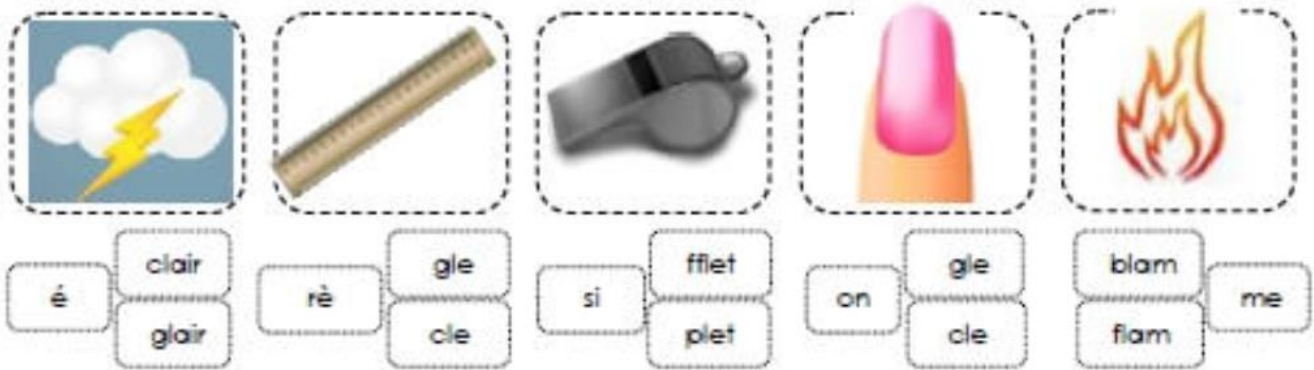 clair gle fflet gle blam
é rè si on me
glair cle plet cle flam